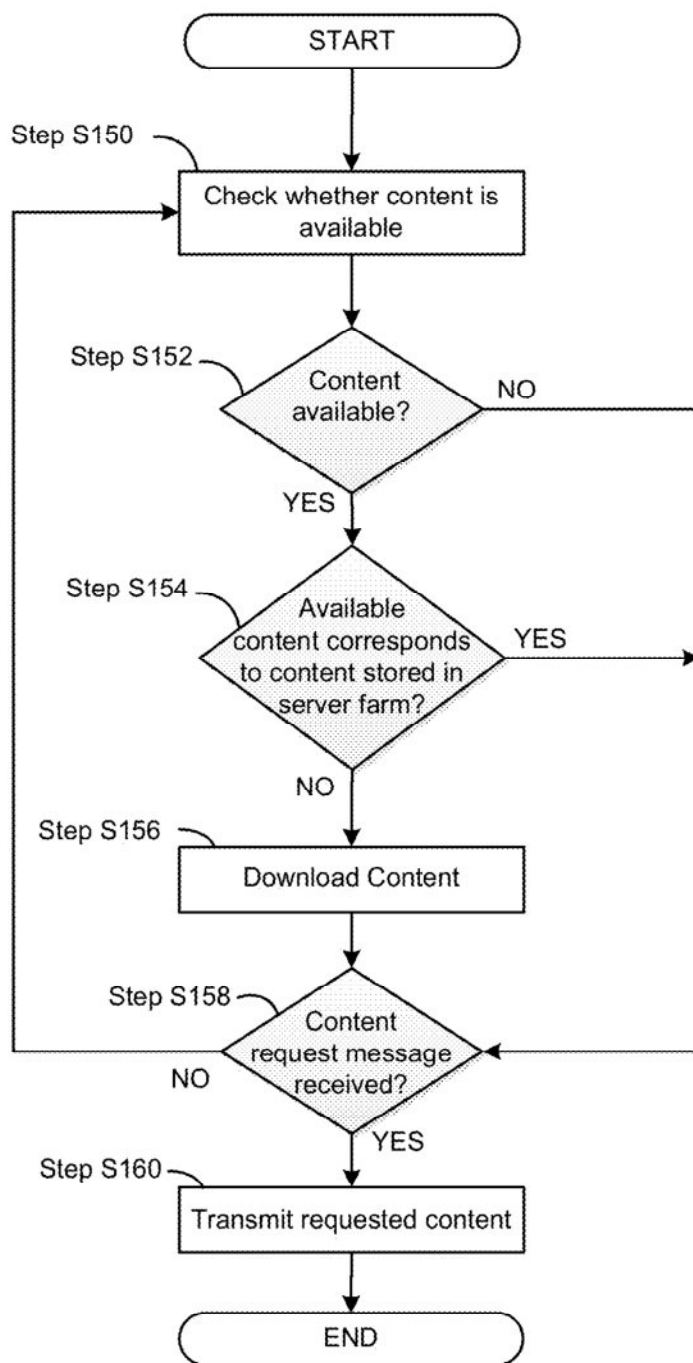 START
Step S150
Check whether content is
available
Step S152
Content
available?
NO
YES
Step S154
Available
content corresponds
to content stored in
server farm?
YES
NO
Step S156
Download Content
Step S158
Content
request message
received?
NO
YES
Step S160
Transmit requested content
END